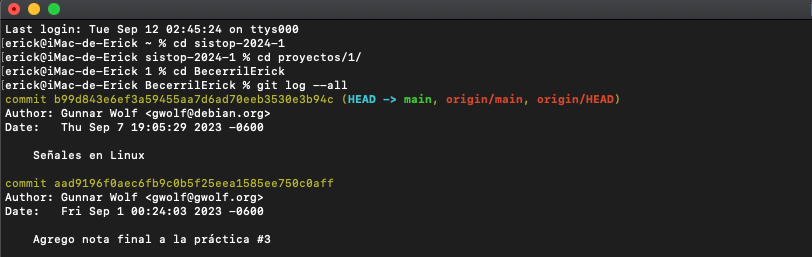 Last login: Tue Sep 12 02:45:24 on ttys000
[erick@iMac-de-Erick ~ % cd sistop-2024-1
[erick@iMac-de-Erick sistop-2024-1 % cd proyectos/1/
[erick@iMac-de-Erick 1 % cd BecerrilErick
[erick@iMac-de-Erick BecerrilErick % git log --all
commit b99d843e6ef3a59455aa7d6ad70eeb3530e3b94c (HEAD -> main, origin/main, origin/HEAD)
Author: Gunnar Wolf <gwolf@debian.org>
Date:   Thu Sep 7 19:05:29 2023 -0600
Señales en Linux
commit aad9196f0aec6fb9c0b5f25eea1585ee750c0aff
Author: Gunnar Wolf <gwolf@gwolf.org>
Date:   Fri Sep 1 00:24:03 2023 -0600
Agrego nota final a la práctica #3